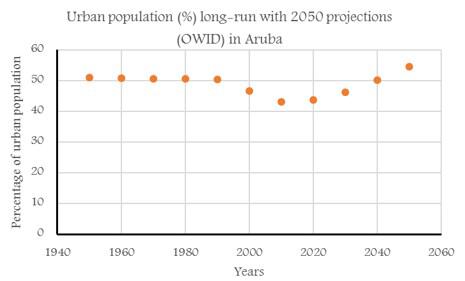 Urban population (%) long-run with 2050 projections
(OWID) in Aruba
Percentage of urban population
60
50
40
30
20
10
0
1940 1960 1980 2000 2020 2040 2060
Years